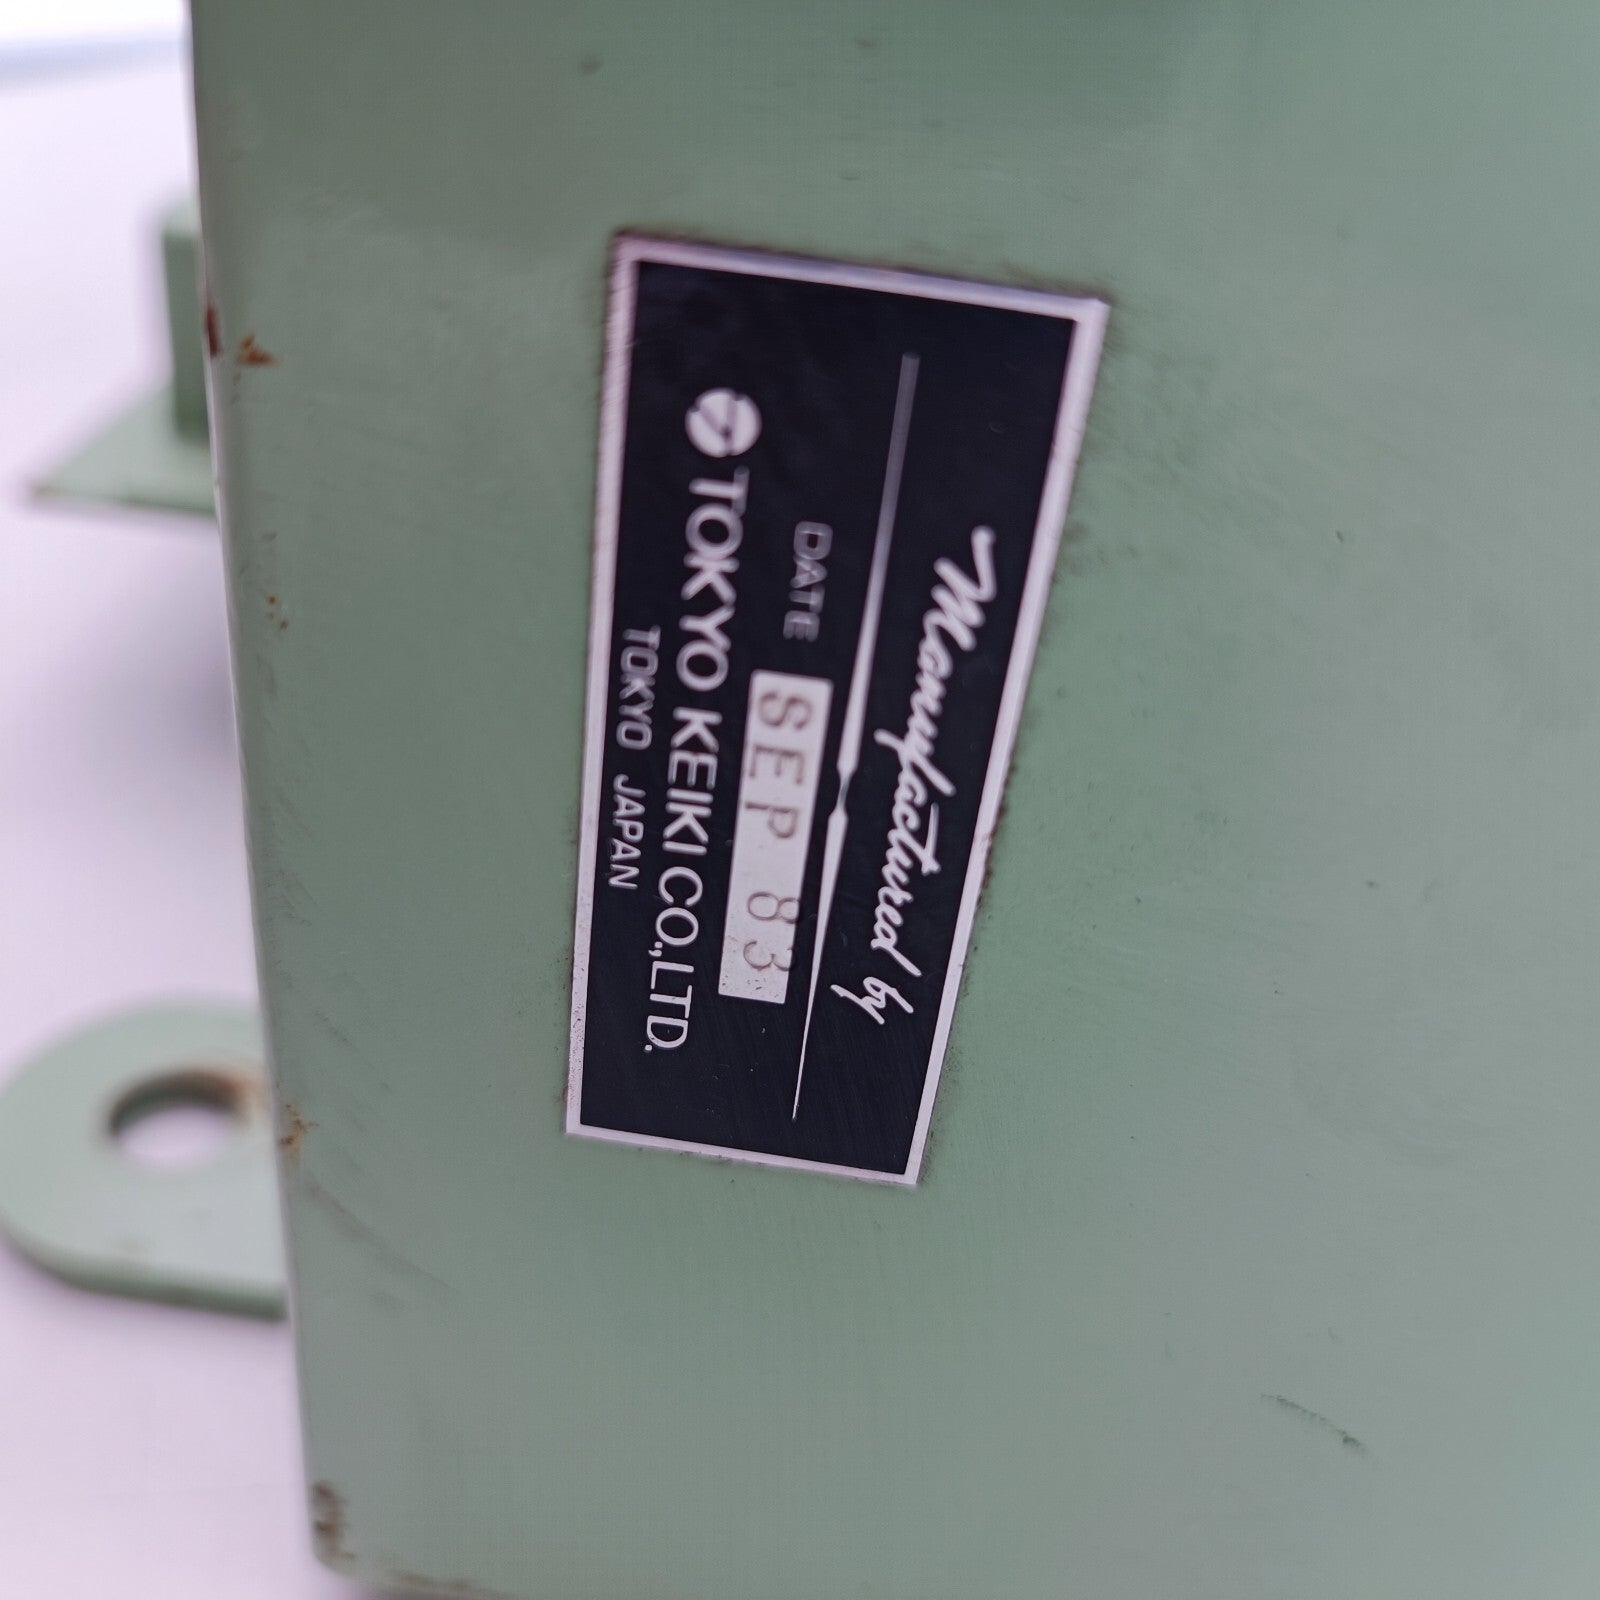 Manufactured by
DATE SEP 83
TOKYO KEIKI CO.,LTD.
TOKYO JAPAN